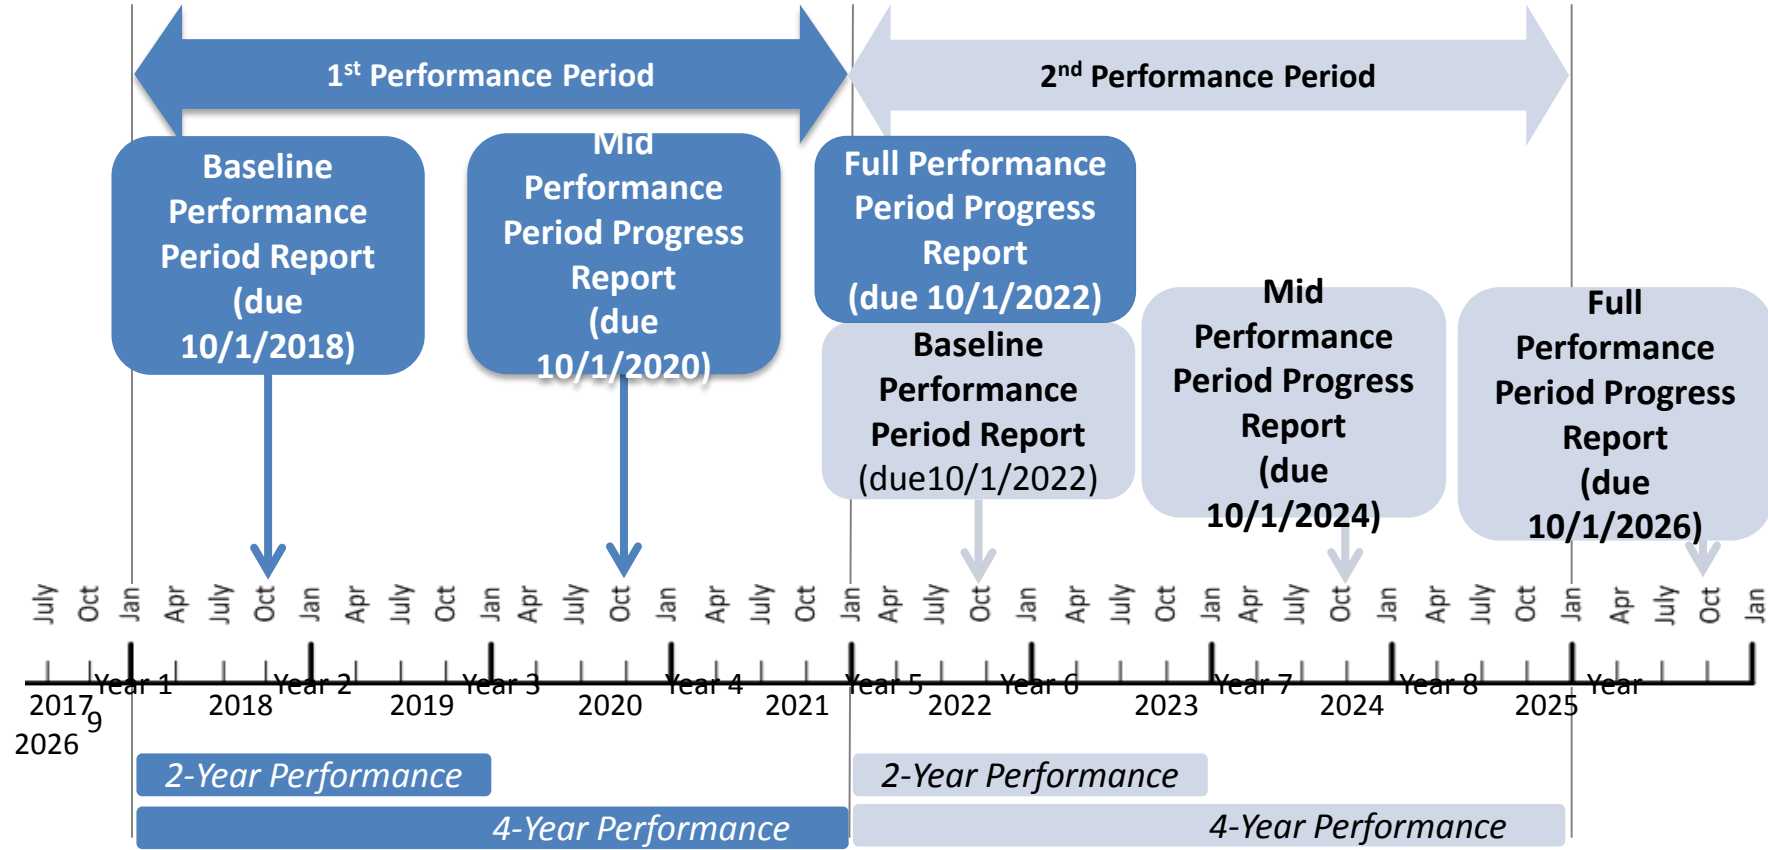 1st Performance Period
2nd Performance Period
Baseline
Performance
Period Report
(due
10/1/2018)
Mid
Performance
Period Progress
Report
(due
10/1/2020)
Full Performance
Period Progress
Report
(due 10/1/2022)
Baseline
Performance
Period Report
(due10/1/2022)
Mid
Performance
Period Progress
Report
(due
10/1/2024)
Full
Performance
Period Progress
Report
(due
10/1/2026)
July Oct Jan Apr July Oct Jan Apr July Oct Jan Apr July Oct Jan Apr July Oct Jan Apr July Oct Jan Apr July Oct Jan Apr July Oct Jan Apr July Oct Jan Apr July Oct Jan
Year 1 Year 2 Year 3 Year 4 Year 5 Year 6 Year 7 Year 8 Year
9
2017 2018 2019 2020 2021 2022 2023 2024 2025
2026
2-Year Performance
2-Year Performance
4-Year Performance
4-Year Performance